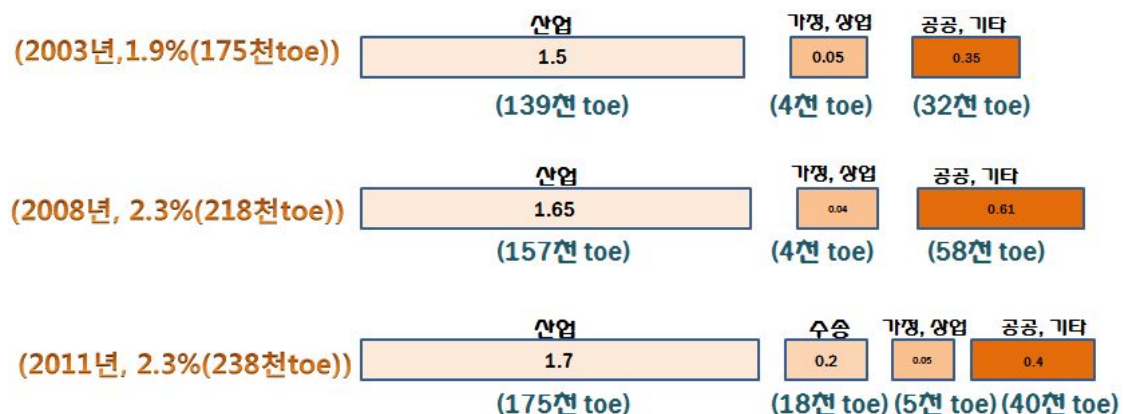 산업 가정, 상업 공공, 기타
(2003년,1.9%(175천toe)) 1.5 0.05 0.35
(139천 toe) (4천 toe) (32천 toe)
산업 가정, 상업 공공, 기타
(2008년, 2.3%(218천toe)) 1.65 0.04 0.61
(157천 toe) (4천 toe) (58천 toe)
산업 수송 가정, 상업 공공, 기타
(2011년, 2.3%(238천toe)) 1.7 0.2 0.05 0.4
(175천 toe) (18천 toe) (5천 toe) (40천 toe)